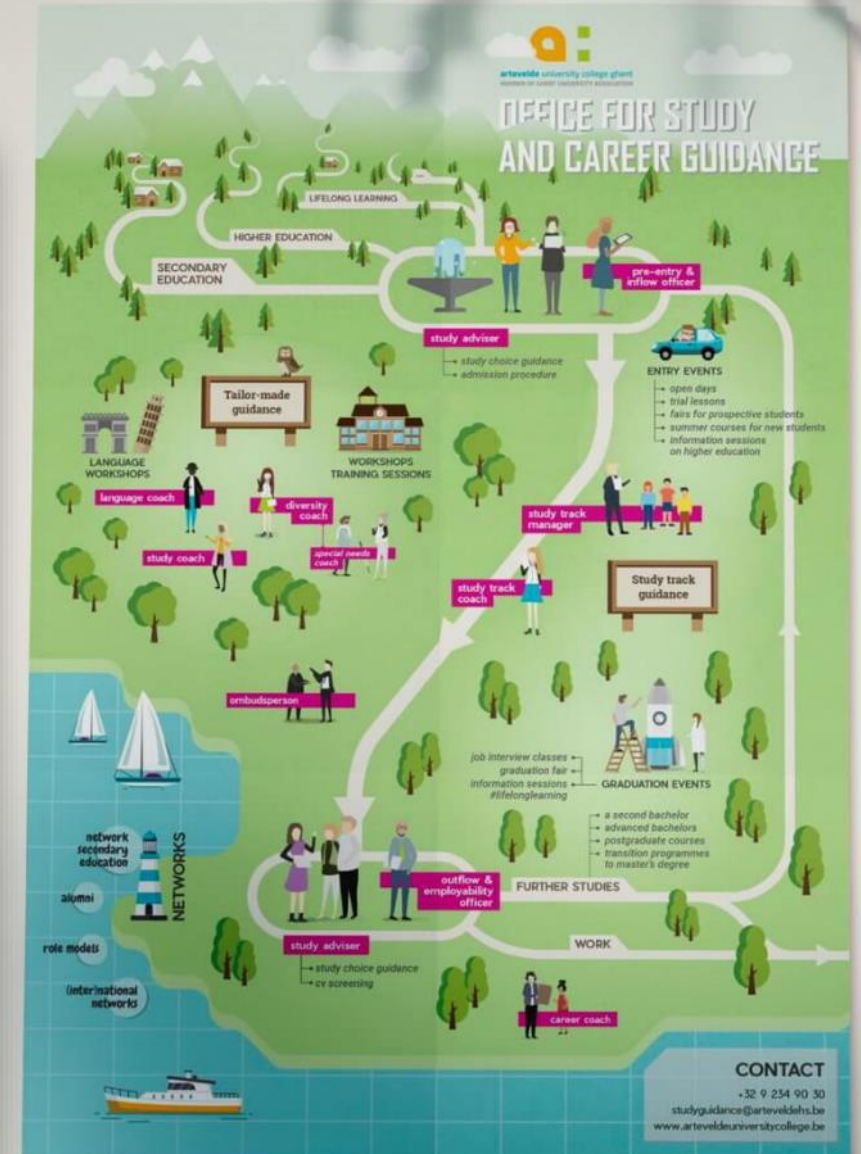 artevelde university college ghent
MEMBER OF GHENT UNIVERSITY ASSOCIATION
OFFICE FOR STUDY
AND CAREER GUIDANCE
LIFELONG LEARNING
HIGHER EDUCATION
SECONDARY
EDUCATION
pre-entry &
inflow officer
study adviser
study choice guidance
admission procedure
ENTRY EVENTS
open days
trial lessons
fairs for prospective students
summer courses for new students
information sessions
on higher education
Tailor-made
guidance
LANGUAGE
WORKSHOPS
WORKSHOPS
TRAINING SESSIONS
language coach
diversity
coach
study coach
special needs
coach
study track
manager
study track
coach
Study track
guidance
ombudsperson
job interview classes
graduation fair
information sessions
#lifelonglearning
GRADUATION EVENTS
a second bachelor
advanced bachelors
postgraduate courses
transition programmes
to master's degree
network
secondary
education
alumni
role models
(inter)national
networks
NETWORKS
outflow &
employability
officer
FURTHER STUDIES
study adviser
study choice guidance
cv screening
WORK
career coach
CONTACT
+32 9 234 90 30
studyguidance@arteveldehs.be
www.arteveldeuniversitycollege.be